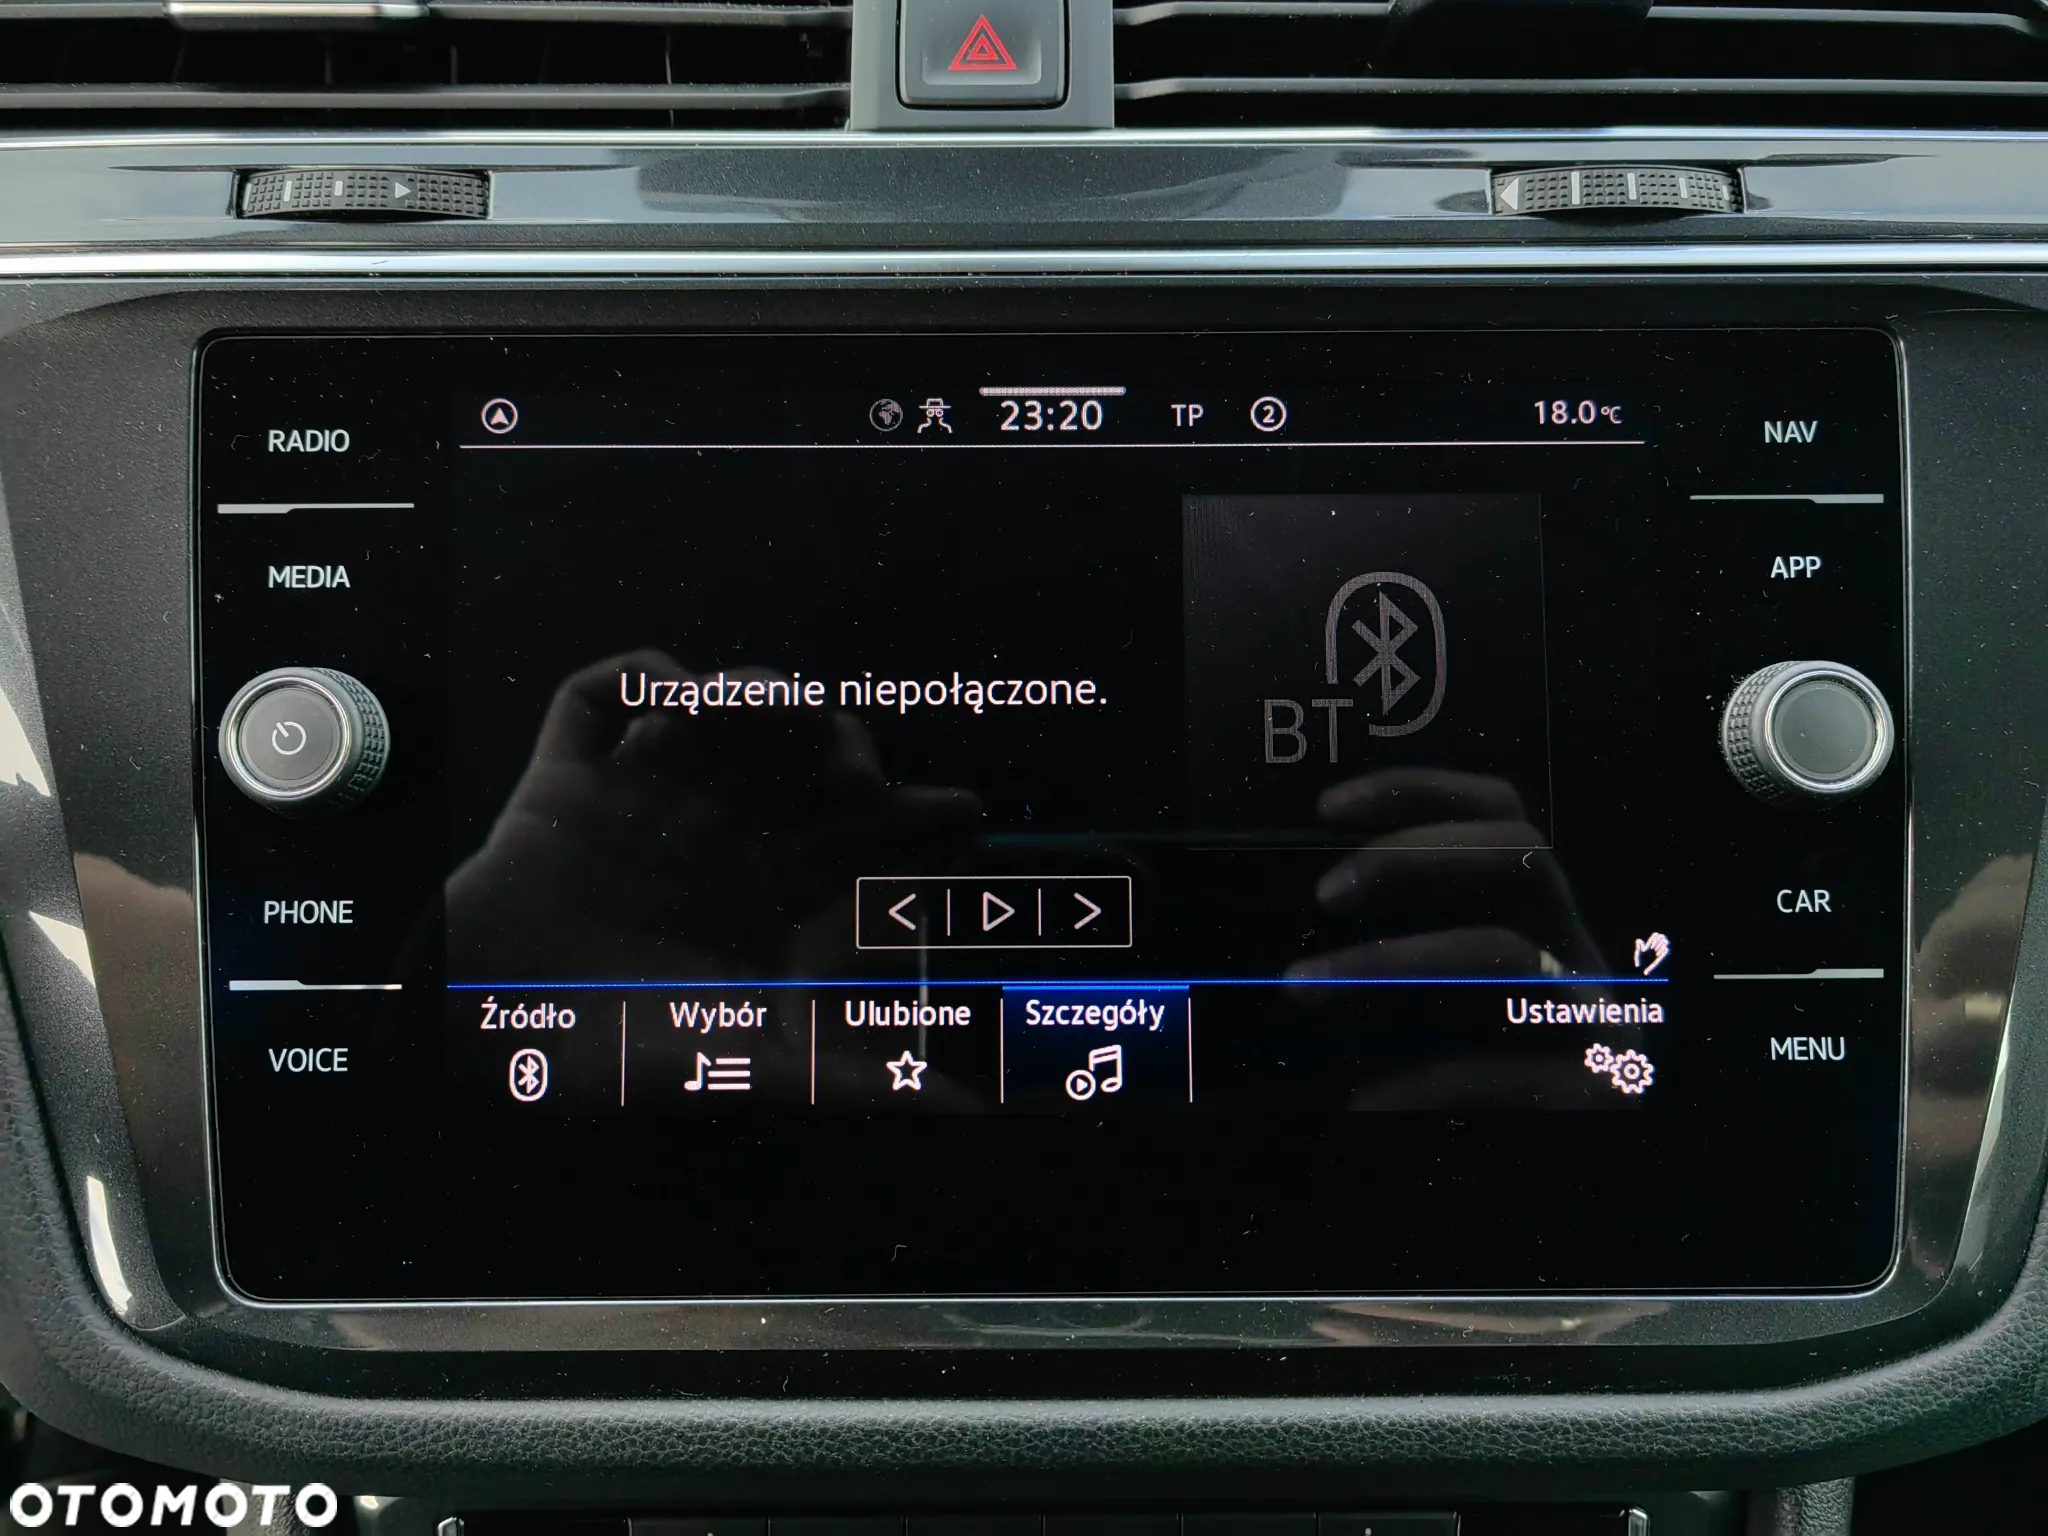 23:20 TP 2 18.0°C
RADIO
NAV
MEDIA
APP
Urządzenie niepołączone.
BT
PHONE
CAR
Źródło Wybór Ulubione Szczegóły Ustawienia
VOICE
MENU
OTOMOTO